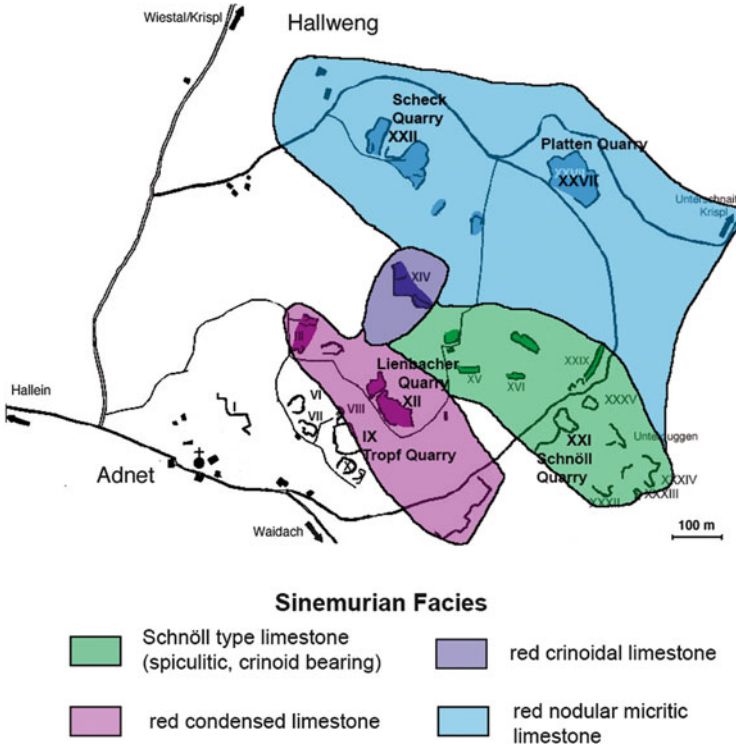 Wiestal/Krispl
Hallweng
Scheck
Quarry
XXII
Platten Quarry
XXVII
XXVII
Unterschnait
Krispl
XIV
III
Lienbacher
Quarry
XII
XV
XVI
XXIX
XXXV
Hallein
VI
VII
VIII
IX
Tropf Quarry
XXI
Schnöll
Quarry
XXXIV
XXXIII
XXXII
Adnet
Waidach
100 m
Sinemurian Facies
Schnöll type limestone
(spiculitic, crinoid bearing)
red crinoidal limestone
red condensed limestone
red nodular micritic
limestone